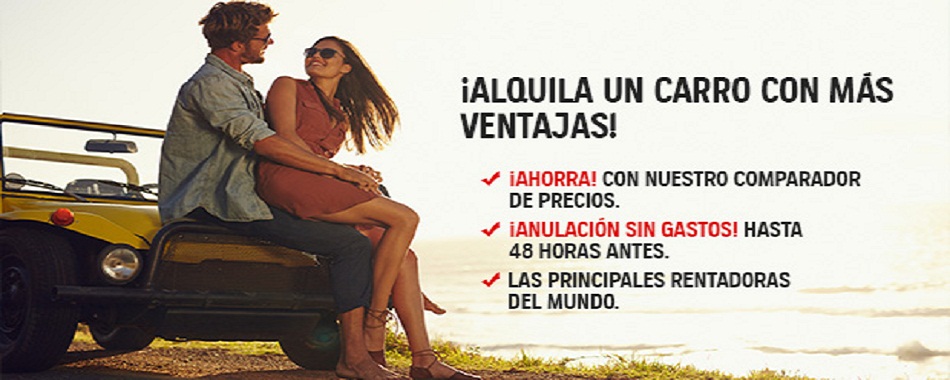 ¡ALQUILA UN CARRO CON MÁS
VENTAJAS!
¡AHORRA! CON NUESTRO COMPARADOR
DE PRECIOS.
¡ANULACIÓN SIN GASTOS! HASTA
48 HORAS ANTES.
LAS PRINCIPALES RENTADORAS
DEL MUNDO.